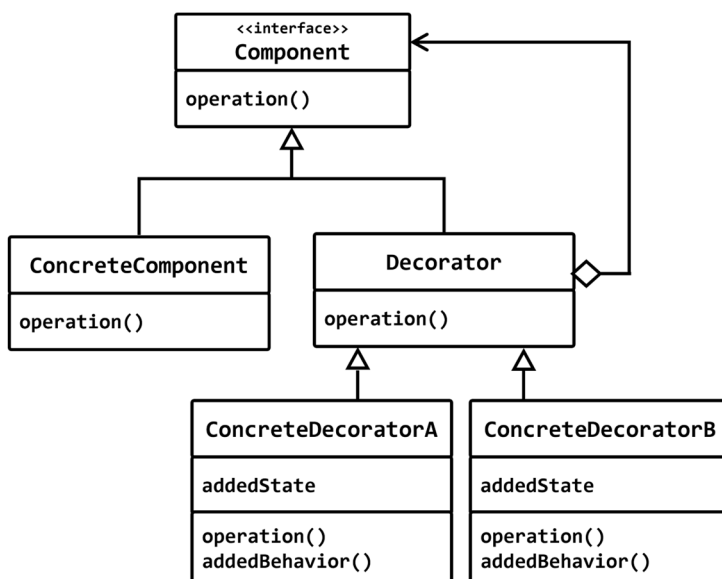 <<interface>>
Component
operation()
ConcreteComponent
operation()
Decorator
operation()
ConcreteDecoratorA
addedState
operation()
addedBehavior()
ConcreteDecoratorB
addedState
operation()
addedBehavior()